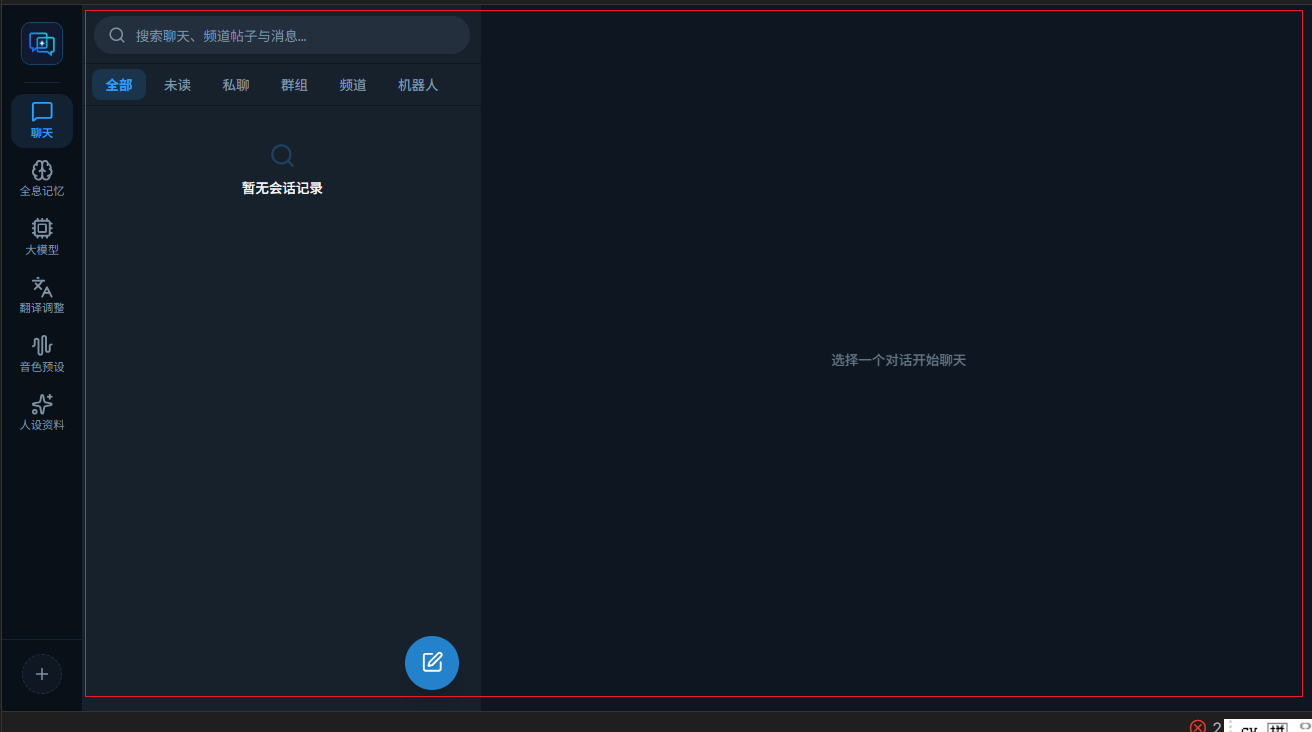 搜索聊天、频道帖子与消息...
全部 未读 私聊 群组 频道 机器人
暂无会话记录
聊天
全息记忆
大模型
翻译调整
音色预设
人设资料
选择一个对话开始聊天
2